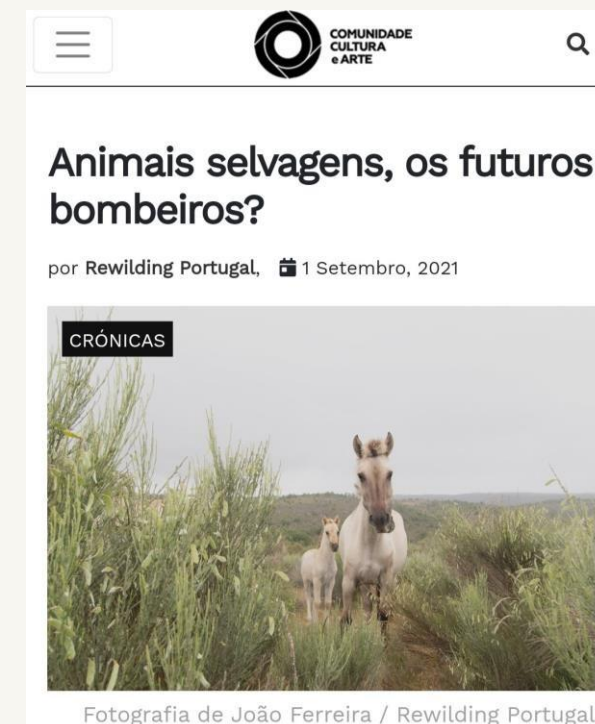 COMUNIDADE
CULTURA
e ARTE
Animais selvagens, os futuros
bombeiros?
por Rewilding Portugal, 1 Setembro, 2021
CRÓNICAS
Fotografia de João Ferreira / Rewilding Portugal